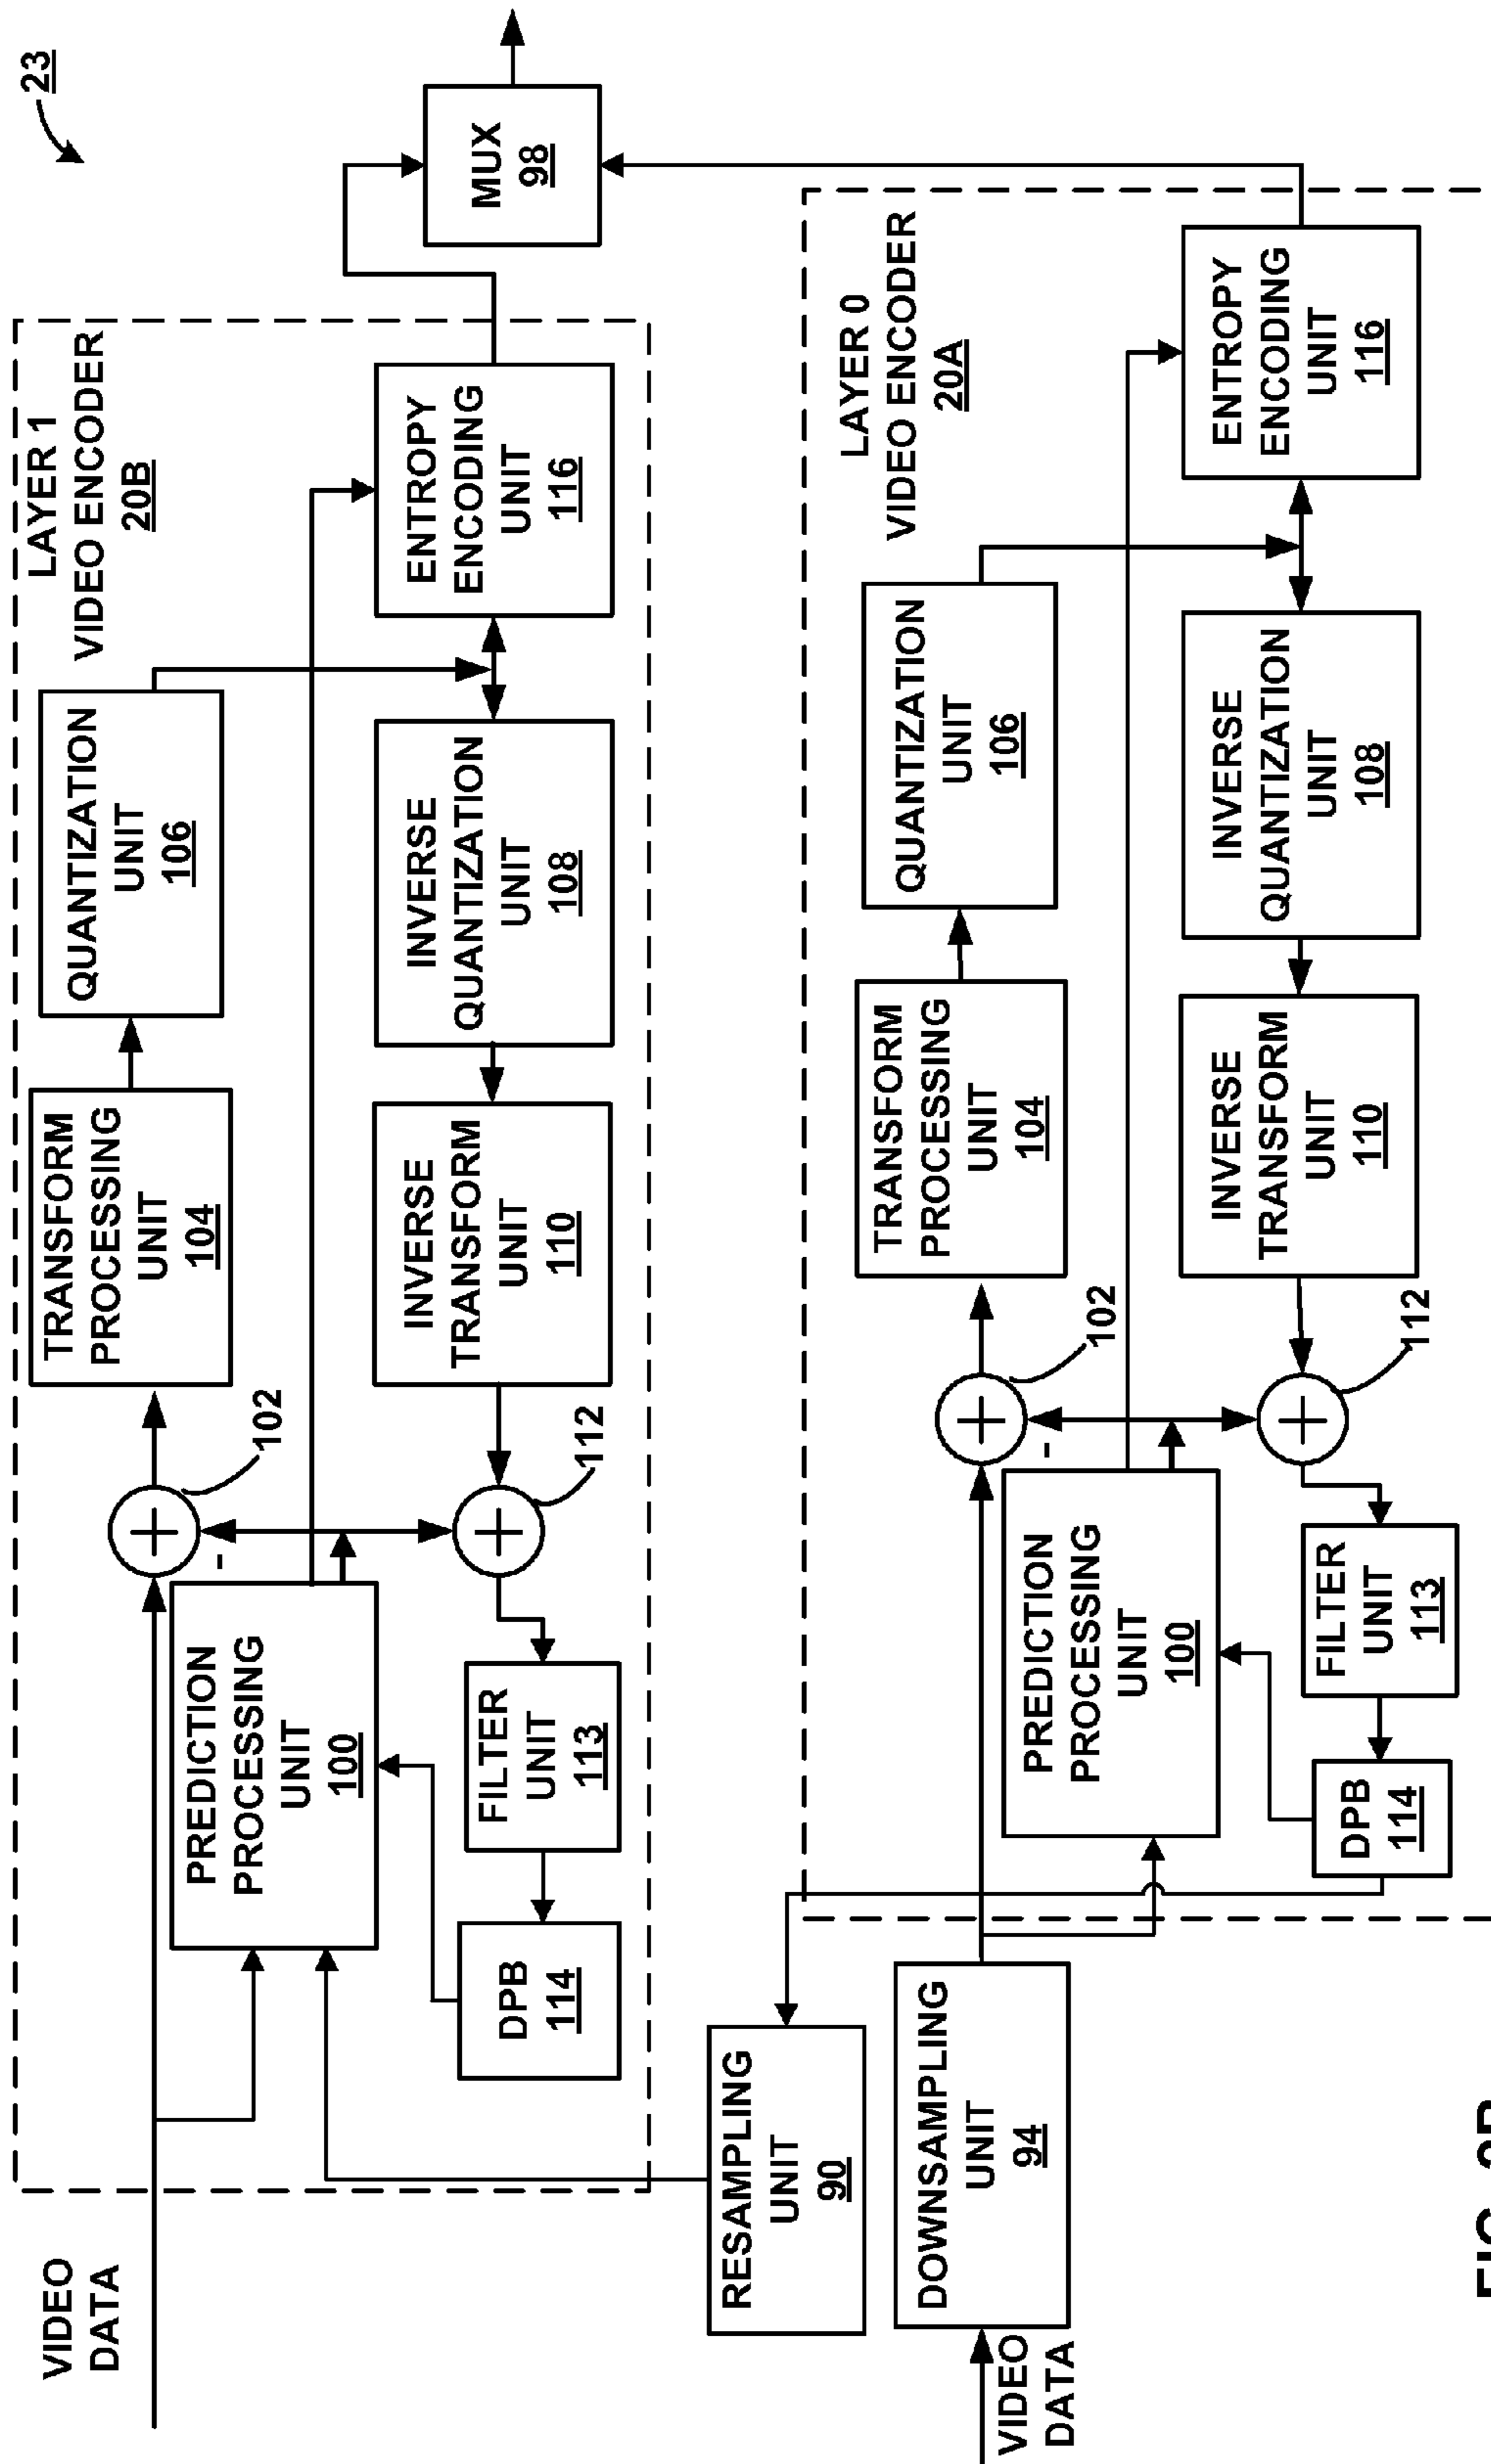 23
LAYER 1
VIDEO ENCODER
20B
VIDEO
DATA
PREDICTION
PROCESSING
UNIT
100
102
-
TRANSFORM
PROCESSING
UNIT
104
QUANTIZATION
UNIT
106
ENTROPY
ENCODING
UNIT
116
INVERSE
QUANTIZATION
UNIT
108
INVERSE
TRANSFORM
UNIT
110
112
FILTER
UNIT
113
DPB
114
MUX
98
RESAMPLING
UNIT
90
VIDEO
DATA
DOWNSAMPLING
UNIT
94
LAYER 0
VIDEO ENCODER
20A
PREDICTION
PROCESSING
UNIT
100
102
-
TRANSFORM
PROCESSING
UNIT
104
QUANTIZATION
UNIT
106
ENTROPY
ENCODING
UNIT
116
INVERSE
QUANTIZATION
UNIT
108
INVERSE
TRANSFORM
UNIT
110
112
FILTER
UNIT
113
DPB
114